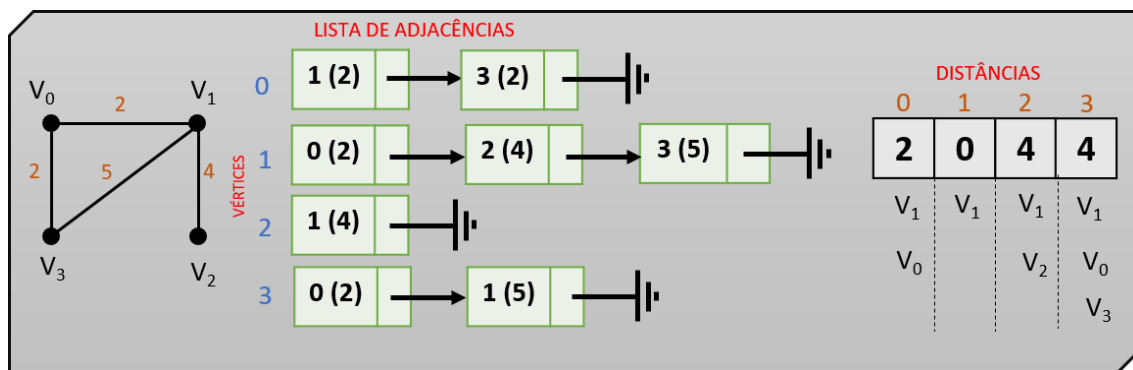 LISTA DE ADJACÊNCIAS
V0 2 V1
2 5 4
V3 V2
VÉRTICES
0 1 (2) 3 (2)
1 0 (2) 2 (4) 3 (5)
2 1 (4)
3 0 (2) 1 (5)
DISTÂNCIAS
0 1 2 3
2 0 4 4
V1 V1 V1 V1
V0 V2 V0
V3